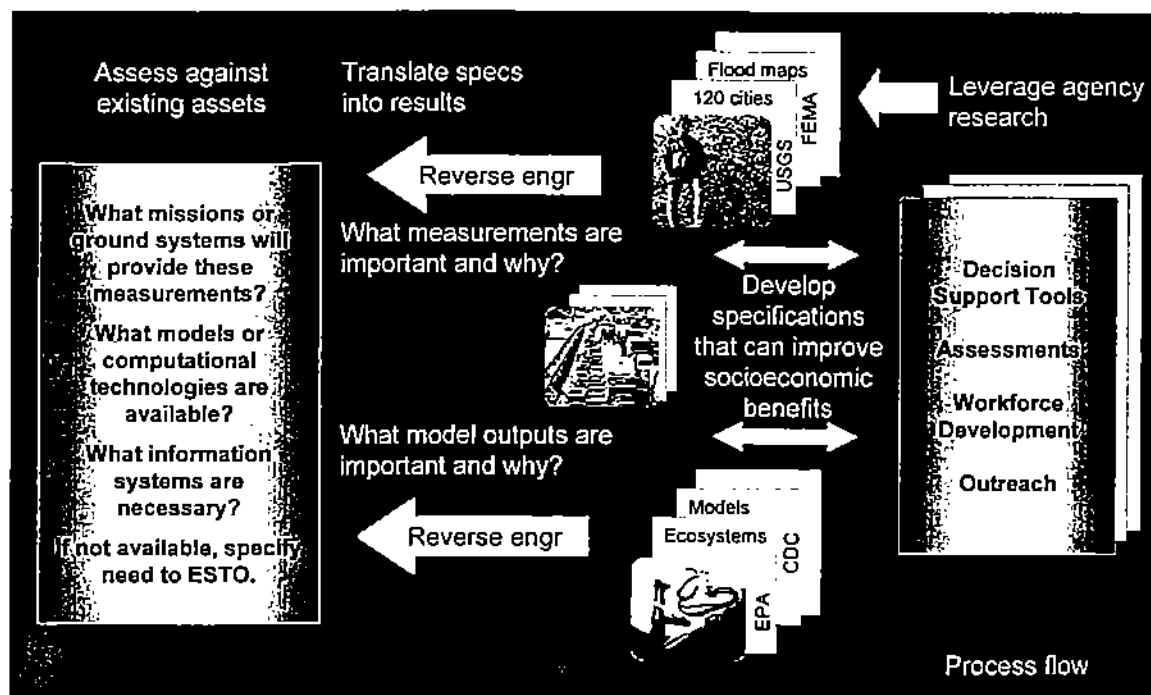 Assess against
existing assets
What missions or
ground systems will
provide these
measurements?
What models or
computational
technologies are
available?
What information
systems are
necessary?
If not available, specify
need to ESTO.
Translate specs
into results
Reverse engr
What measurements are
important and why?
What model outputs are
important and why?
Reverse engr
Flood maps
120 cities
FEMA
USGS
Develop
specifications
that can improve
socioeconomic
benefits
Models
Ecosystems
CDC
EPA
Leverage agency
research
Decision
Support Tools
Assessments
Workforce
Development
Outreach
Process flow